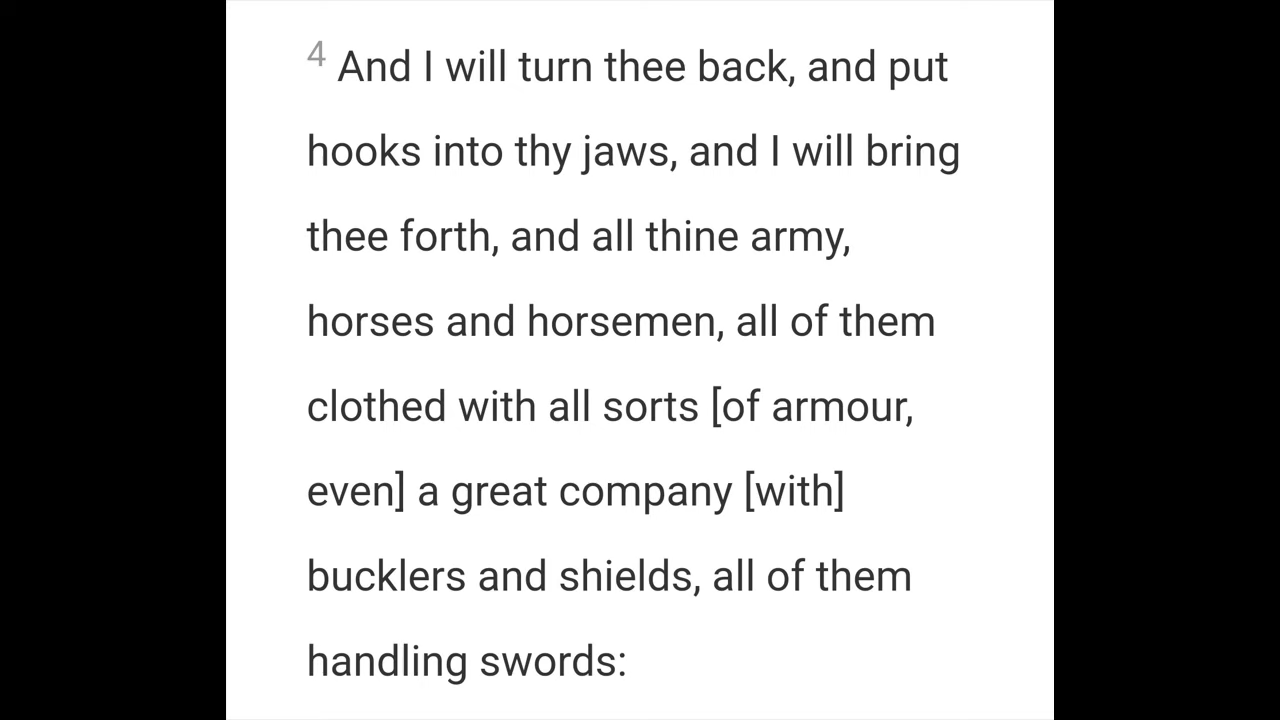 4 And I will turn thee back, and put
hooks into thy jaws, and I will bring
thee forth, and all thine army,
horses and horsemen, all of them
clothed with all sorts [of armour,
even] a great company [with]
bucklers and shields, all of them
handling swords: